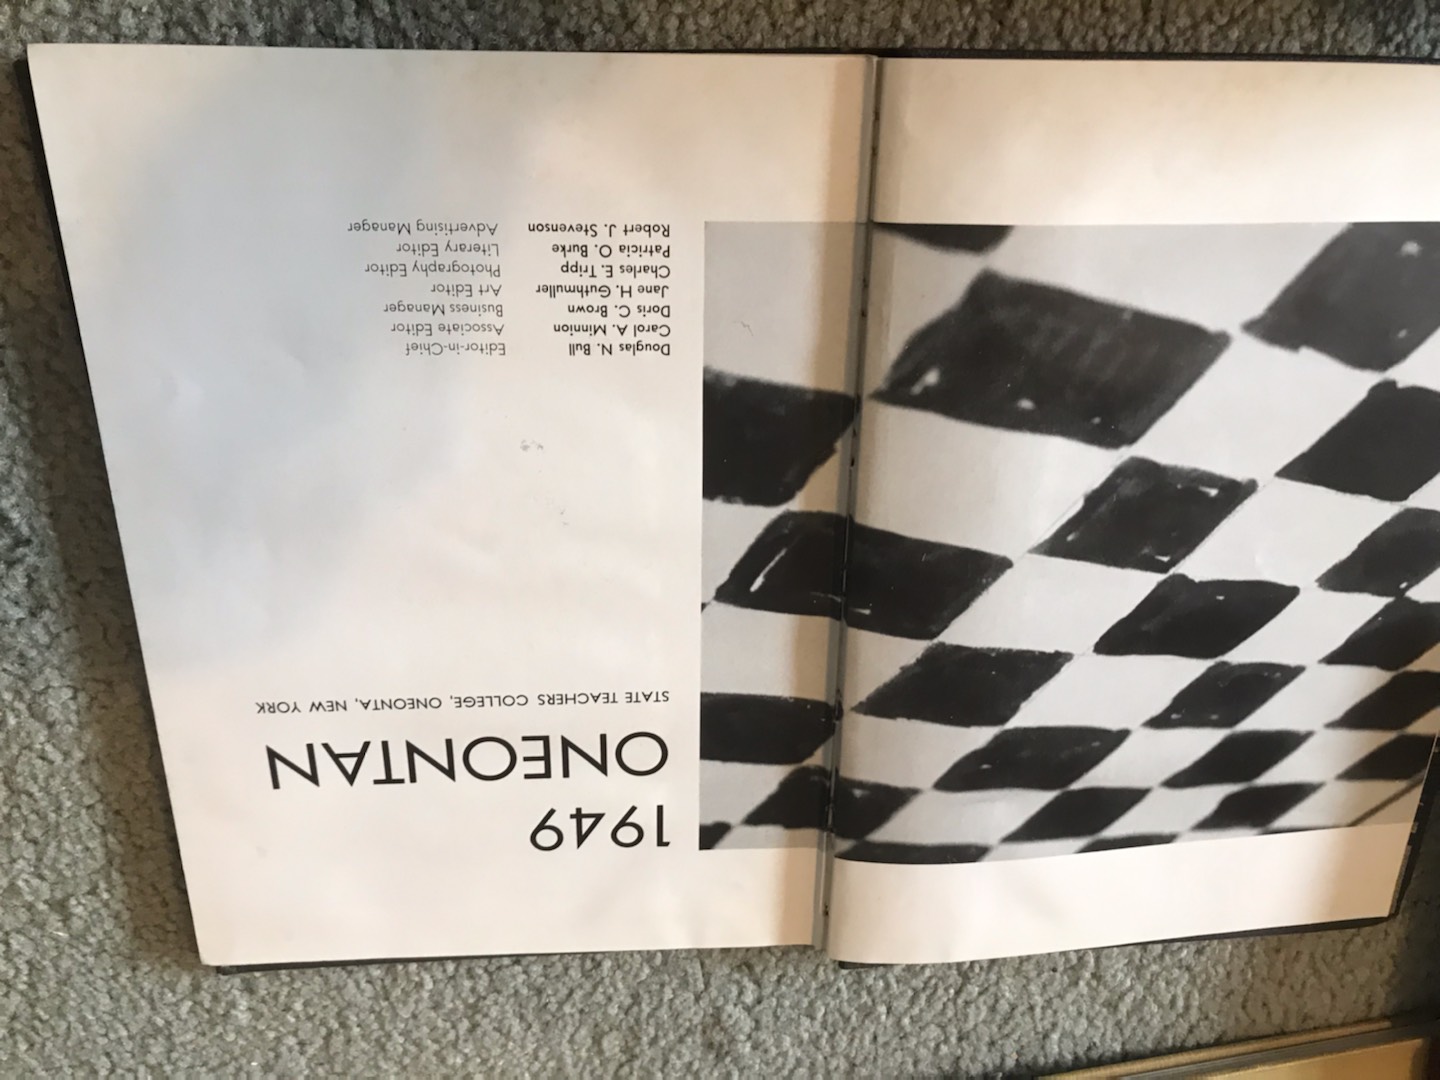 1949
ONEONTAN
STATE TEACHERS COLLEGE, ONEONTA, NEW YORK
Douglas N. Bull Editor-in-Chief
Carol A. Minnion Associate Editor
Doris C. Brown Business Manager
Jane H. Guthmuller Art Editor
Charles E. Tripp Photography Editor
Patricia O. Burke Literary Editor
Robert J. Stevenson Advertising Manager